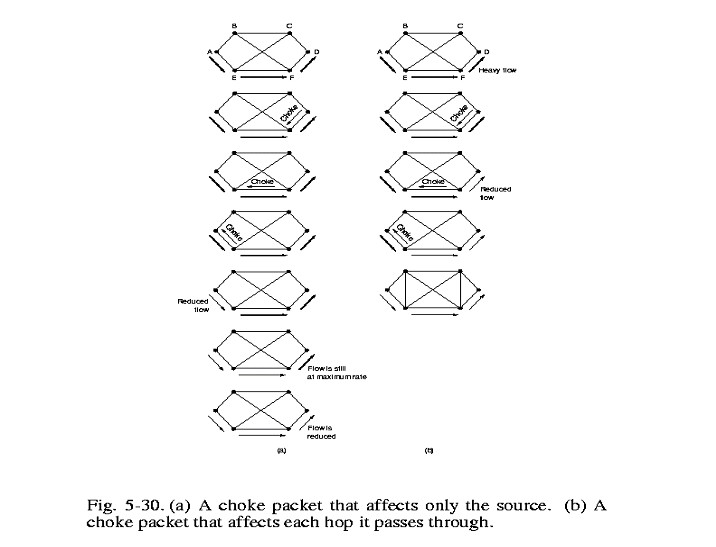 B C B C
A D A D
E F E F
Heavy flow
Choke Choke
Choke Choke
Reduced
flow
Choke Choke
Reduced
flow
Flow is still
at maximum rate
Flow is
reduced
(a)
Fig. 5-30. (a) A choke packet that affects only the source. (b) A
choke packet that affects each hop it passes through.